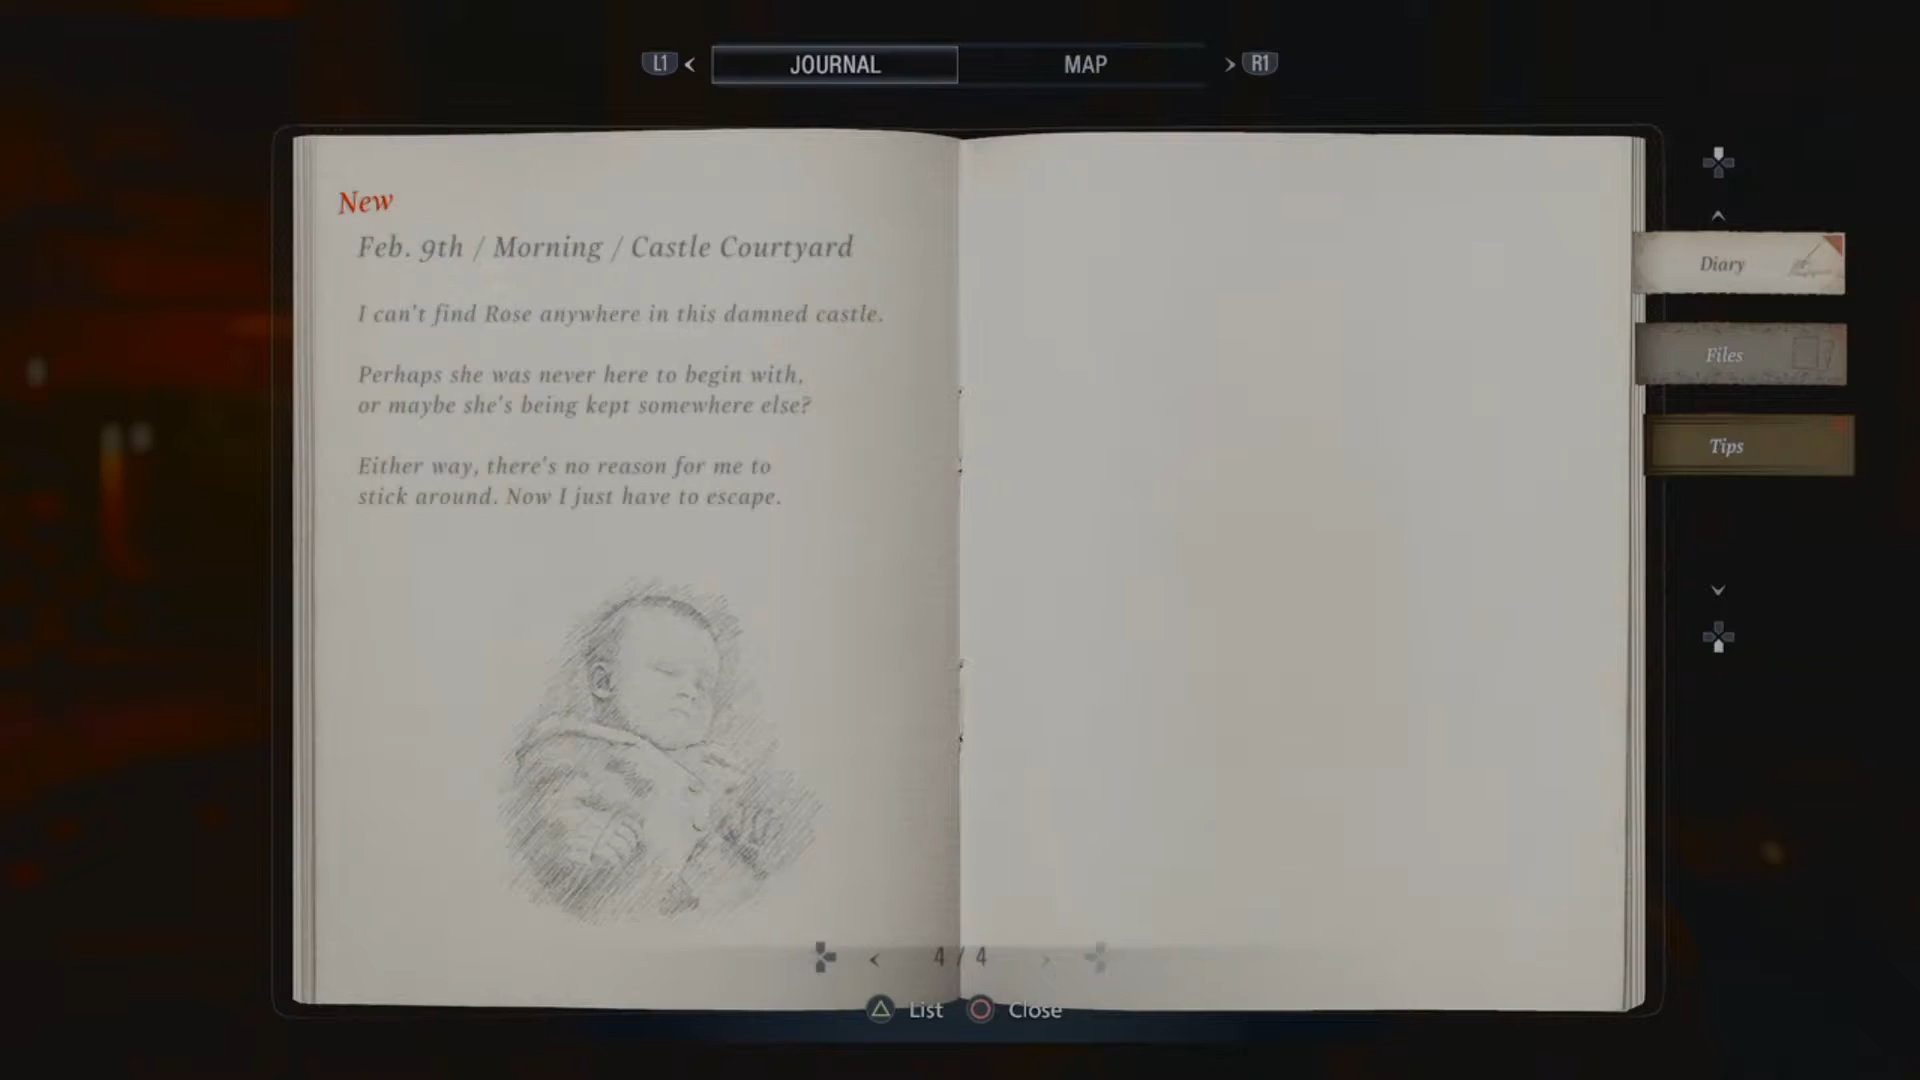 L1 < JOURNAL MAP > R1
New
Feb. 9th / Morning / Castle Courtyard
I can't find Rose anywhere in this damned castle.
Perhaps she was never here to begin with,
or maybe she's being kept somewhere else?
Either way, there's no reason for me to
stick around. Now I just have to escape.
Diary
Files
Tips
< 4 / 4 >
List Close